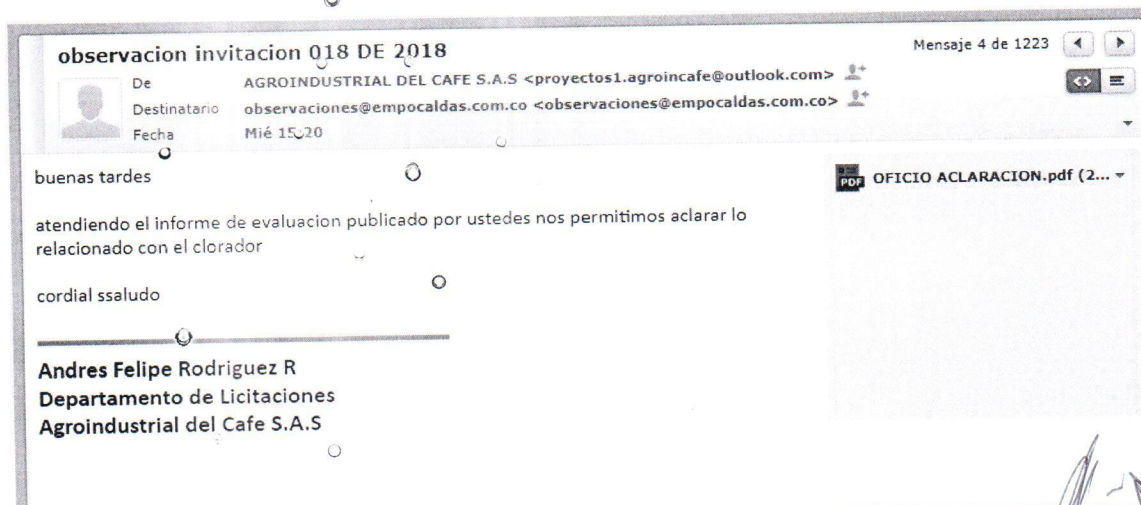 observacion invitacion 018 DE 2018
Mensaje 4 de 1223
De AGROINDUSTRIAL DEL CAFE S.A.S <proyectos1.agroincafe@outlook.com>
Destinatario observaciones@empocaldas.com.co <observaciones@empocaldas.com.co>
Fecha Mié 15:20
buenas tardes
PDF OFICIO ACLARACION.pdf (2...
atendiendo el informe de evaluacion publicado por ustedes nos permitimos aclarar lo
relacionado con el clorador
cordial ssaludo
Andres Felipe Rodriguez R
Departamento de Licitaciones
Agroindustrial del Cafe S.A.S